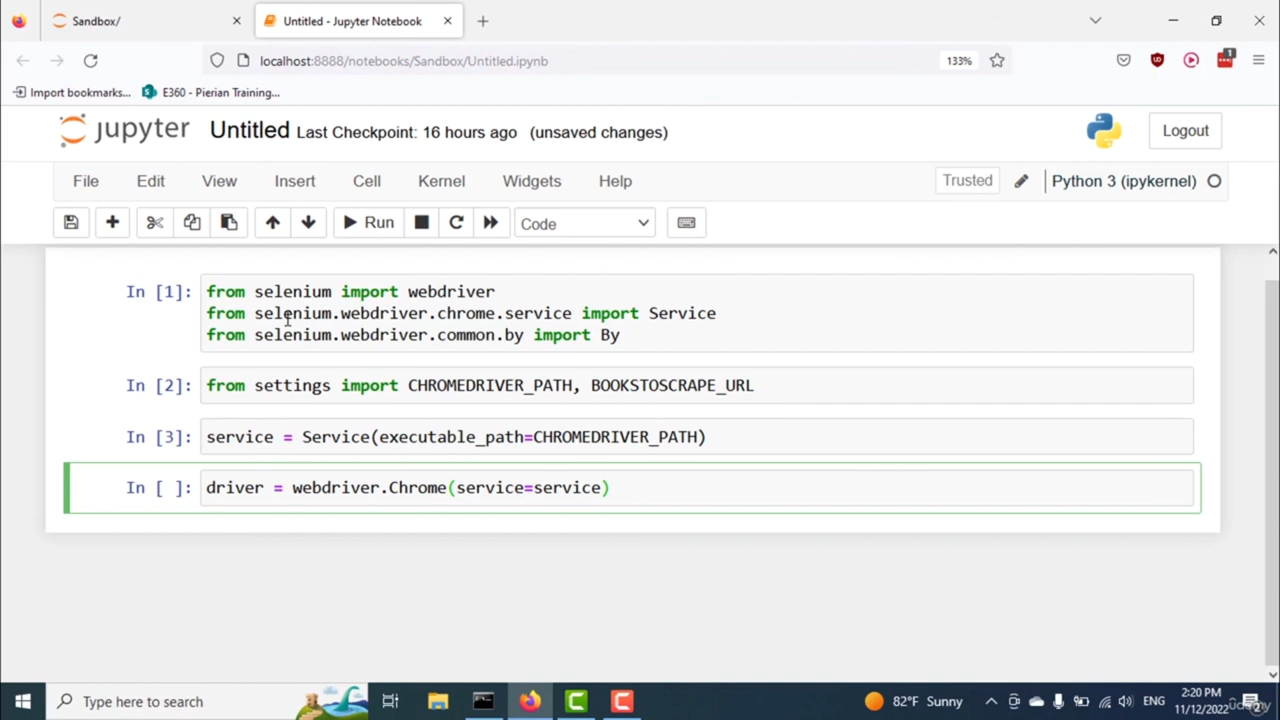 Sandbox/
Untitled - Jupyter Notebook
localhost:8888/notebooks/Sandbox/Untitled.ipynb
133%
1
Import bookmarks...
E360 - Pierian Training...
jupyter Untitled Last Checkpoint: 16 hours ago (unsaved changes)
Logout
File Edit View Insert Cell Kernel Widgets Help
Trusted
Python 3 (ipykernel)
Run
Code
In [1]: from selenium import webdriver
from selenium.webdriver.chrome.service import Service
from selenium.webdriver.common.by import By
In [2]: from settings import CHROMEDRIVER_PATH, BOOKSTOSCRAPE_URL
In [3]: service = Service(executable_path=CHROMEDRIVER_PATH)
In [ ]: driver = webdriver.Chrome(service=service)
Type here to search
82°F Sunny
ENG
2:20 PM
11/12/2022
udemy